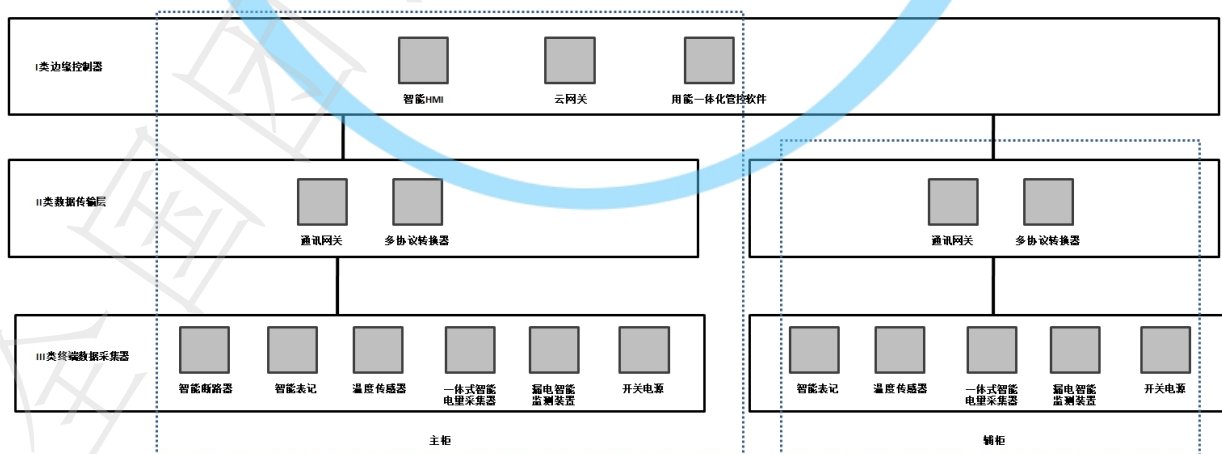 I类边缘控制器
智能HMI
云网关
用能一体化管控软件
II类数据传输层
通讯网关
多协议转换器
通讯网关
多协议转换器
III类终端数据采集器
智能断路器
智能表记
温度传感器
一体式智能
电量采集器
漏电智能
监测装置
开关电源
智能表记
温度传感器
一体式智能
电量采集器
漏电智能
监测装置
开关电源
主柜
辅柜
全国团